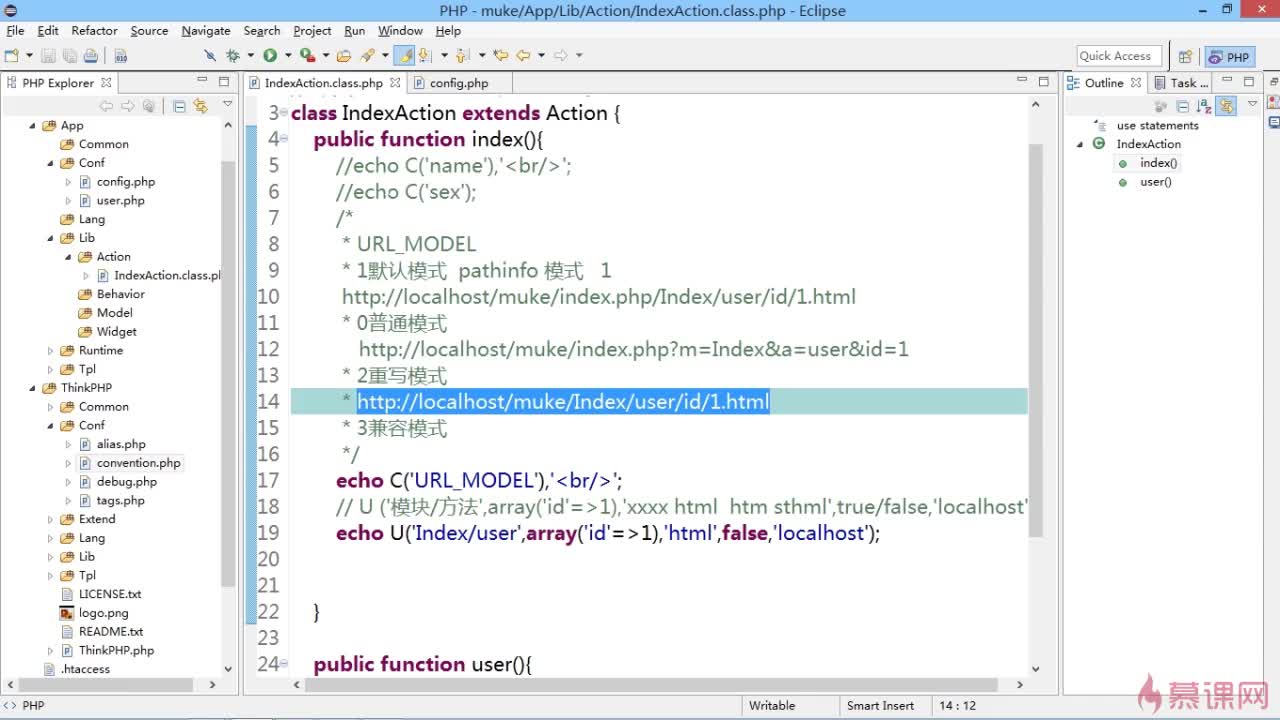 PHP - muke/App/Lib/Action/IndexAction.class.php - Eclipse
File Edit Refactor Source Navigate Search Project Run Window Help
Quick Access
PHP
PHP Explorer
App
Common
Conf
config.php
user.php
Lang
Lib
Action
IndexAction.class.pl
Behavior
Model
Widget
Runtime
Tpl
ThinkPHP
Common
Conf
alias.php
convention.php
debug.php
tags.php
Extend
Lang
Lib
Tpl
LICENSE.txt
logo.png
README.txt
ThinkPHP.php
.htaccess
IndexAction.class.php config.php
3 class IndexAction extends Action {
4 public function index(){
5 //echo C('name'),'<br/>';
6 //echo C('sex');
7 /*
8 * URL_MODEL
9 * 1默认模式 pathinfo 模式 1
10 http://localhost/muke/index.php/Index/user/id/1.html
11 * 0普通模式
12 http://localhost/muke/index.php?m=Index&a=user&id=1
13 * 2重写模式
14 * http://localhost/muke/Index/user/id/1.html
15 * 3兼容模式
16 */
17 echo C('URL_MODEL'),'<br/>';
18 // U ('模块/方法',array('id'=>1),'xxxx html htm sthml',true/false,'localhost'
19 echo U('Index/user',array('id'=>1),'html',false,'localhost');
20
21
22 }
23
24 public function user(){
Outline Task ...
use statements
IndexAction
index()
user()
PHP Writable Smart Insert 14 : 12
慕课网